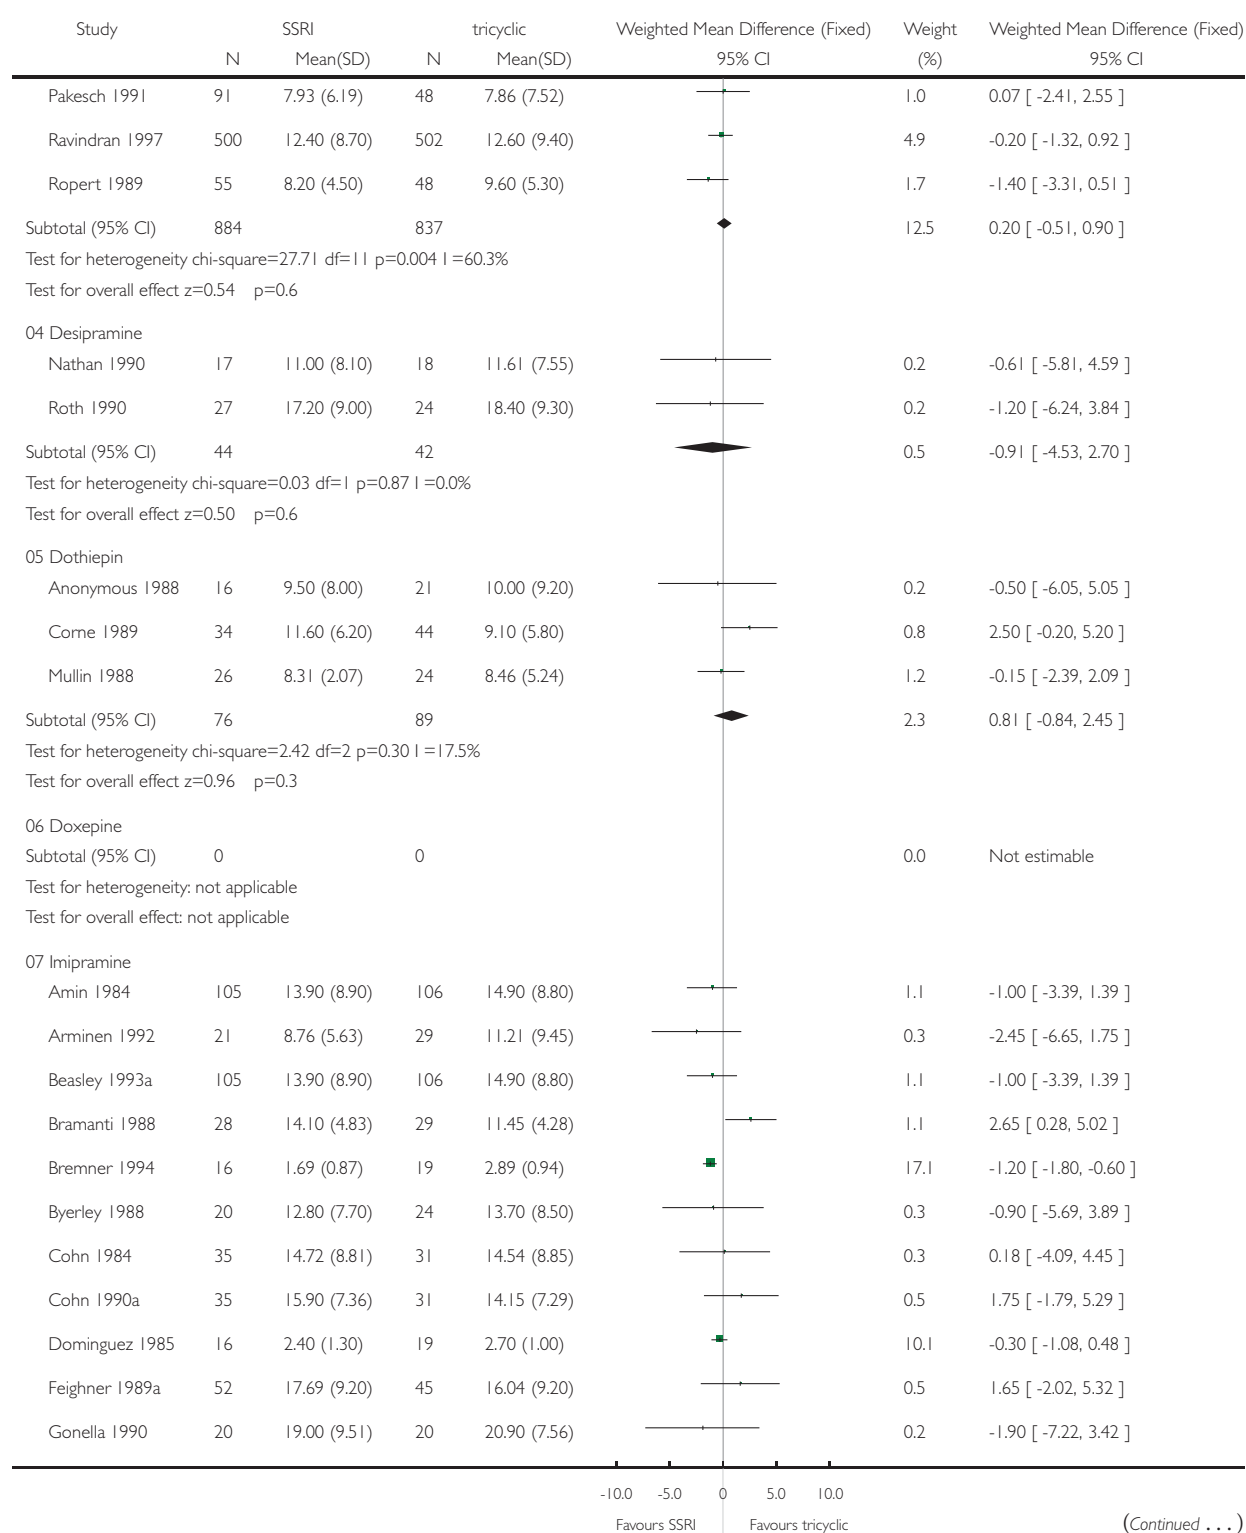 Study SSRI tricyclic Weighted Mean Difference (Fixed) Weight Weighted Mean Difference (Fixed)
N Mean(SD) N Mean(SD) 95% CI (%) 95% CI
Pakesch 1991 91 7.93 (6.19) 48 7.86 (7.52) 1.0 0.07 [ -2.41, 2.55 ]
Ravindran 1997 500 12.40 (8.70) 502 12.60 (9.40) 4.9 -0.20 [ -1.32, 0.92 ]
Ropert 1989 55 8.20 (4.50) 48 9.60 (5.30) 1.7 -1.40 [ -3.31, 0.51 ]
Subtotal (95% CI) 884 837 12.5 0.20 [ -0.51, 0.90 ]
Test for heterogeneity chi-square=27.71 df=11 p=0.004 I =60.3%
Test for overall effect z=0.54 p=0.6
04 Desipramine
Nathan 1990 17 11.00 (8.10) 18 11.61 (7.55) 0.2 -0.61 [ -5.81, 4.59 ]
Roth 1990 27 17.20 (9.00) 24 18.40 (9.30) 0.2 -1.20 [ -6.24, 3.84 ]
Subtotal (95% CI) 44 42 0.5 -0.91 [ -4.53, 2.70 ]
Test for heterogeneity chi-square=0.03 df=1 p=0.87 I =0.0%
Test for overall effect z=0.50 p=0.6
05 Dothiepin
Anonymous 1988 16 9.50 (8.00) 21 10.00 (9.20) 0.2 -0.50 [ -6.05, 5.05 ]
Corne 1989 34 11.60 (6.20) 44 9.10 (5.80) 0.8 2.50 [ -0.20, 5.20 ]
Mullin 1988 26 8.31 (2.07) 24 8.46 (5.24) 1.2 -0.15 [ -2.39, 2.09 ]
Subtotal (95% CI) 76 89 2.3 0.81 [ -0.84, 2.45 ]
Test for heterogeneity chi-square=2.42 df=2 p=0.30 I =17.5%
Test for overall effect z=0.96 p=0.3
06 Doxepine
Subtotal (95% CI) 0 0 0.0 Not estimable
Test for heterogeneity: not applicable
Test for overall effect: not applicable
07 Imipramine
Amin 1984 105 13.90 (8.90) 106 14.90 (8.80) 1.1 -1.00 [ -3.39, 1.39 ]
Arminen 1992 21 8.76 (5.63) 29 11.21 (9.45) 0.3 -2.45 [ -6.65, 1.75 ]
Beasley 1993a 105 13.90 (8.90) 106 14.90 (8.80) 1.1 -1.00 [ -3.39, 1.39 ]
Bramanti 1988 28 14.10 (4.83) 29 11.45 (4.28) 1.1 2.65 [ 0.28, 5.02 ]
Bremner 1994 16 1.69 (0.87) 19 2.89 (0.94) 17.1 -1.20 [ -1.80, -0.60 ]
Byerley 1988 20 12.80 (7.70) 24 13.70 (8.50) 0.3 -0.90 [ -5.69, 3.89 ]
Cohn 1984 35 14.72 (8.81) 31 14.54 (8.85) 0.3 0.18 [ -4.09, 4.45 ]
Cohn 1990a 35 15.90 (7.36) 31 14.15 (7.29) 0.5 1.75 [ -1.79, 5.29 ]
Dominguez 1985 16 2.40 (1.30) 19 2.70 (1.00) 10.1 -0.30 [ -1.08, 0.48 ]
Feighner 1989a 52 17.69 (9.20) 45 16.04 (9.20) 0.5 1.65 [ -2.02, 5.32 ]
Gonella 1990 20 19.00 (9.51) 20 20.90 (7.56) 0.2 -1.90 [ -7.22, 3.42 ]
-10.0 -5.0 0 5.0 10.0
Favours SSRI Favours tricyclic (Continued . . . )